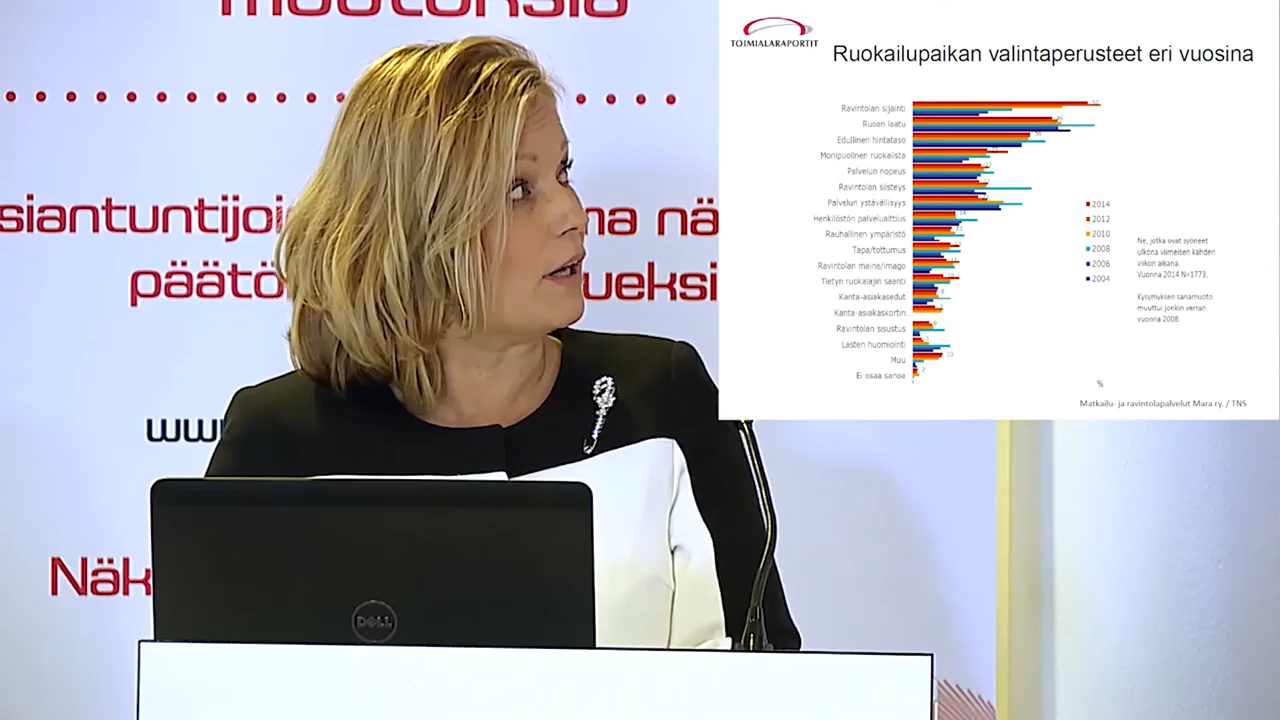 muutoksia
siantuntijoi
ma nä
päätö
ueksi
www
Näk
DELL
TOIMIALARAPORTIT
Ruokailupaikan valintaperusteet eri vuosina
Ravintolan sijainti
Ruoan laatu
Edullinen hintataso
Monipuolinen ruokalista
Palvelun nopeus
Ravintolan siisteys
Palvelun ystävällisyys
Henkilöstön palvelualttius
Rauhallinen ympäristö
Tapa/tottumus
Ravintolan maine/imago
Tietyn ruokalajin saanti
Kanta-asiakasedut
Kanta-asiakaskortin..
Ravintolan sisustus
Lasten huomiointi
Muu
Ei osaa sanoa
46
10
2014
2012
2010
2008
2006
2004
Ne, jotka ovat syöneet
ulkona viimeisen kahden
viikon aikana.
Vuonna 2014 N=1773.
Kysymyksen sanamuoto
muuttui jonkin verran
vuonna 2008.
%
Matkailu- ja ravintolapalvelut Mara ry. / TNS